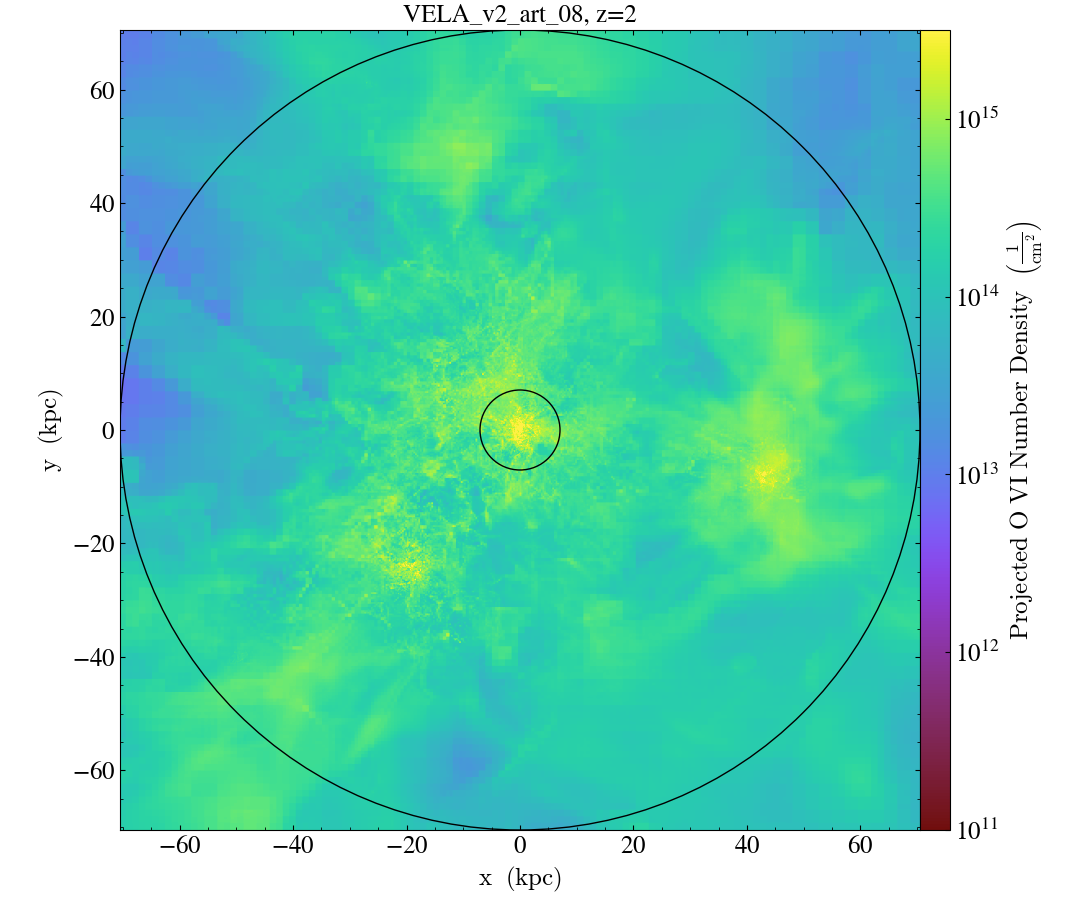 VELA_v2_art_08, z=2
60
40
20
0
−20
−40
−60
y (kpc)
−60 −40 −20 0 20 40 60
x (kpc)
10^15
10^14
10^13
10^12
10^11
Projected O VI Number Density (1/cm^2)